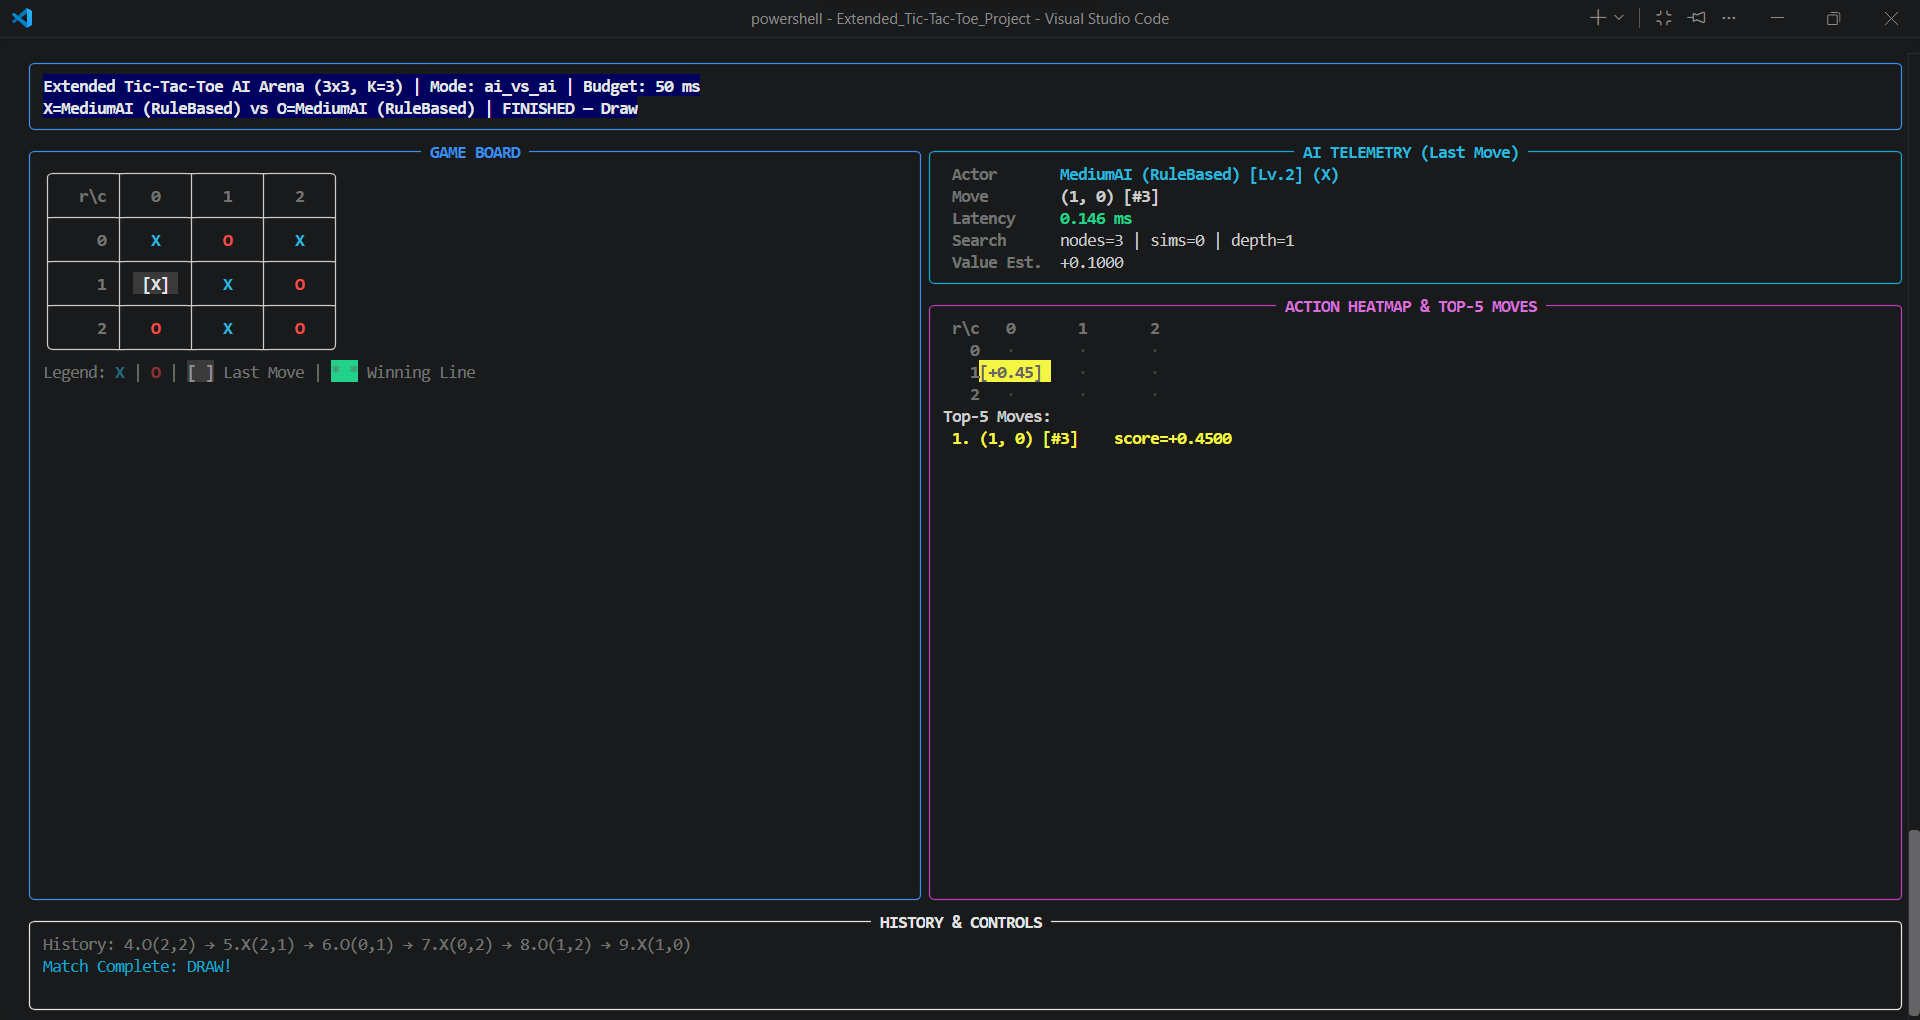 powershell - Extended_Tic-Tac-Toe_Project - Visual Studio Code
Extended Tic-Tac-Toe AI Arena (3x3, K=3) | Mode: ai_vs_ai | Budget: 50 ms
X=MediumAI (RuleBased) vs O=MediumAI (RuleBased) | FINISHED — Draw
GAME BOARD
r\c 0 1 2
0 X O X
1 [X] X O
2 O X O
Legend: X | O | [ ] Last Move | * * Winning Line
AI TELEMETRY (Last Move)
Actor MediumAI (RuleBased) [Lv.2] (X)
Move (1, 0) [#3]
Latency 0.146 ms
Search nodes=3 | sims=0 | depth=1
Value Est. +0.1000
ACTION HEATMAP & TOP-5 MOVES
r\c 0 1 2
0 · · ·
1[+0.45] · ·
2 · · ·
Top-5 Moves:
1. (1, 0) [#3] score=+0.4500
HISTORY & CONTROLS
History: 4.O(2,2) → 5.X(2,1) → 6.O(0,1) → 7.X(0,2) → 8.O(1,2) → 9.X(1,0)
Match Complete: DRAW!